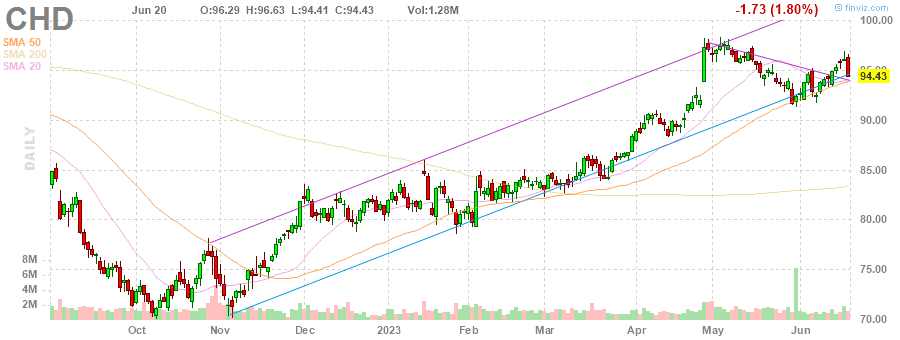 CHD Jun 20 O:96.29 H:96.63 L:94.41 C:94.43 Vol:1.28M -1.73 (1.80%) finviz.com
SMA 50
SMA 200
SMA 20
DAILY
100.00
95.00
94.43
90.00
85.00
80.00
75.00
70.00
8M
6M
4M
2M
Oct Nov Dec 2023 Feb Mar Apr May Jun